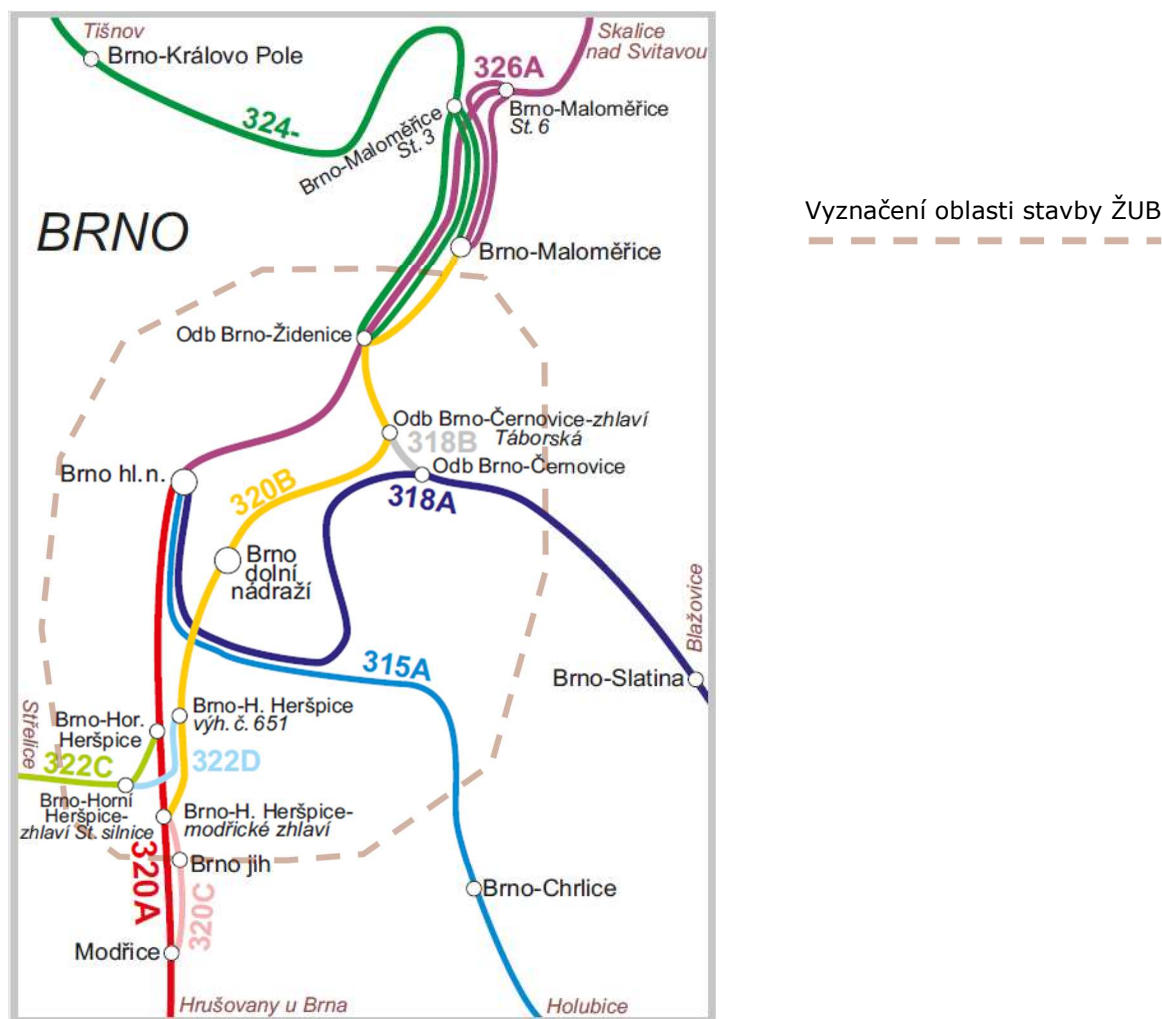 Tišnov
Skalice
nad Svitavou
Brno-Královo Pole
326A
Brno-Maloměřice
St. 6
324-
Brno-Maloměřice
St. 3
BRNO
Vyznačení oblasti stavby ŽUB
Brno-Maloměřice
Odb Brno-Židenice
Odb Brno-Černovice-zhlaví
Táborská
318B
Odb Brno-Černovice
Brno hl. n.
320B
318A
Brno
dolní
nádraží
Blažovice
315A
Brno-Slatina
Střelice
Brno-H. Heršpice
výh. č. 651
Brno-Hor.
Heršpice
322C
322D
Brno-Horní
Heršpice-
zhlaví St. silnice
Brno-H. Heršpice-
modřické zhlaví
320A
Brno jih
320C
Brno-Chrlice
Modřice
Hrušovany u Brna
Holubice